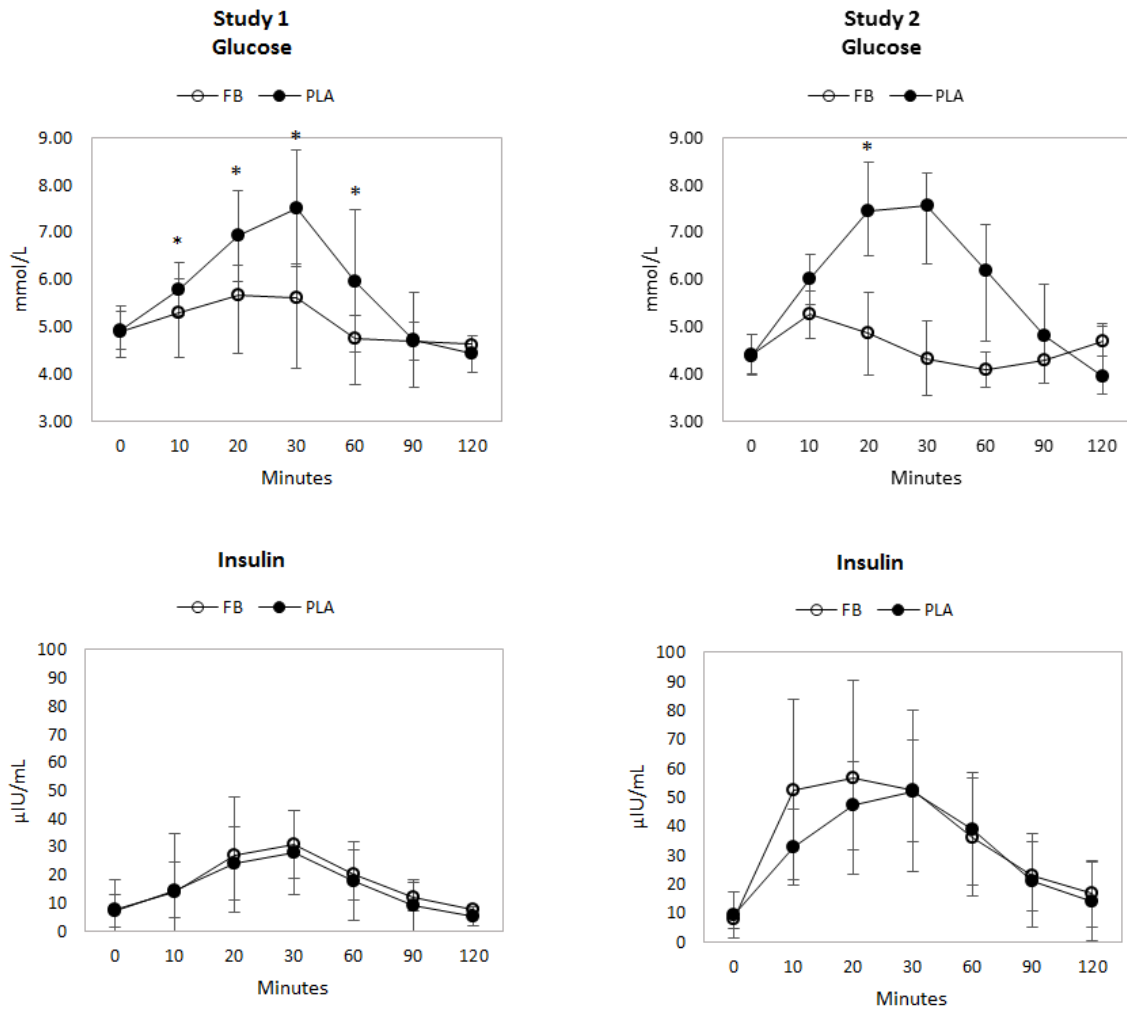 Study 1
Glucose
FB PLA
9.00
8.00
7.00
6.00
5.00
4.00
3.00
mmol/L
* * * *
0 10 20 30 60 90 120
Minutes
Study 2
Glucose
FB PLA
9.00
8.00
7.00
6.00
5.00
4.00
3.00
mmol/L
*
0 10 20 30 60 90 120
Minutes
Insulin
FB PLA
100
90
80
70
60
50
40
30
20
10
0
µIU/mL
0 10 20 30 60 90 120
Minutes
Insulin
FB PLA
100
90
80
70
60
50
40
30
20
10
0
µIU/mL
0 10 20 30 60 90 120
Minutes